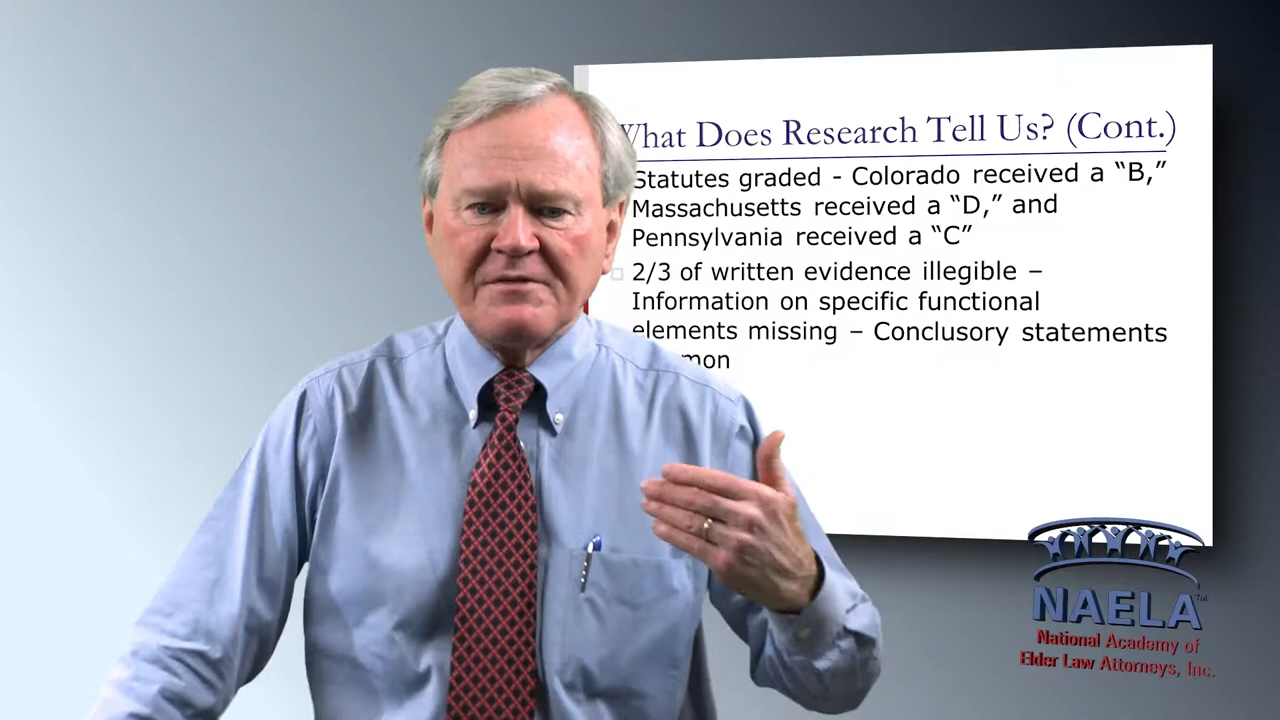 What Does Research Tell Us? (Cont.)
Statutes graded - Colorado received a “B,”
Massachusetts received a “D,” and
Pennsylvania received a “C”
2/3 of written evidence illegible –
Information on specific functional
elements missing – Conclusory statements
mon
NAELA
National Academy of
Elder Law Attorneys, Inc.